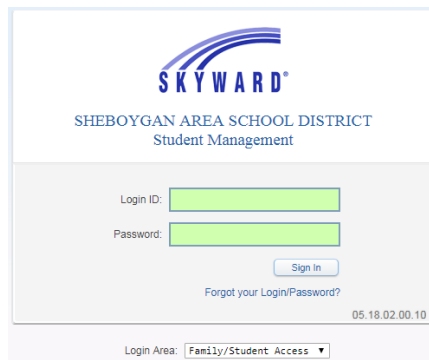 SKYWARD®
SHEBOYGAN AREA SCHOOL DISTRICT
Student Management
Login ID:
Password:
Sign In
Forgot your Login/Password?
05.18.02.00.10
Login Area: Family/Student Access ▼